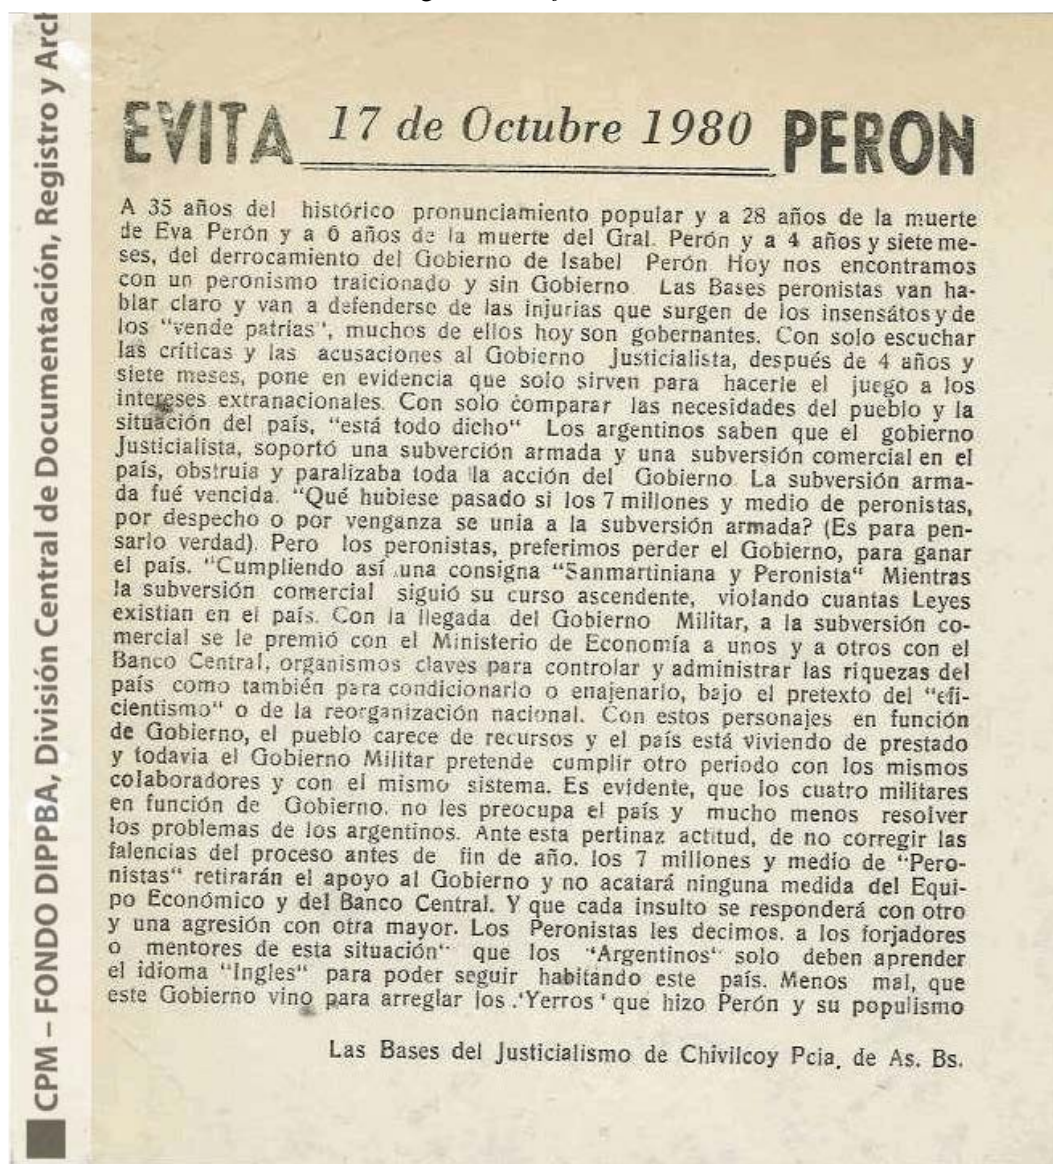 CPM – FONDO DIPPBA, División Central de Documentación, Registro y Arch
EVITA 17 de Octubre 1980 PERON
A 35 años del histórico pronunciamiento popular y a 28 años de la muerte
de Eva Perón y a 6 años de la muerte del Gral. Perón y a 4 años y siete me-
ses, del derrocamiento del Gobierno de Isabel Perón Hoy nos encontramos
con un peronismo traicionado y sin Gobierno Las Bases peronistas van ha-
blar claro y van a defenderse de las injurias que surgen de los insensátos y de
los "vende patrias', muchos de ellos hoy son gobernantes. Con solo escuchar
las críticas y las acusaciones al Gobierno Justicialista, después de 4 años y
siete meses, pone en evidencia que solo sirven para hacerle el juego a los
intereses extranacionales. Con solo comparar las necesidades del pueblo y la
situación del país, "está todo dicho" Los argentinos saben que el gobierno
Justicialista, soportó una subverción armada y una subversión comercial en el
país, obstruia y paralizaba toda la acción del Gobierno La subversión arma-
da fué vencida. "Qué hubiese pasado si los 7 millones y medio de peronistas,
por despecho o por venganza se unia a la subversión armada? (Es para pen-
sarlo verdad). Pero los peronistas, preferimos perder el Gobierno, para ganar
el país. "Cumpliendo así una consigna "Sanmartiniana y Peronista" Mientras
la subversión comercial siguió su curso ascendente, violando cuantas Leyes
existian en el país. Con la llegada del Gobierno Militar, a la subversión co-
mercial se le premió con el Ministerio de Economía a unos y a otros con el
Banco Central, organismos claves para controlar y administrar las riquezas del
país como también para condicionarlo o enajenarlo, bajo el pretexto del "efi-
cientismo" o de la reorganización nacional. Con estos personajes en función
de Gobierno, el pueblo carece de recursos y el país está viviendo de prestado
y todavia el Gobierno Militar pretende cumplir otro periodo con los mismos
colaboradores y con el mismo sistema. Es evidente, que los cuatro militares
en función de Gobierno. no les preocupa el país y mucho menos resolver
los problemas de los argentinos. Ante esta pertinaz actitud, de no corregir las
falencias del proceso antes de fin de año. los 7 millones y medio de "Pero-
nistas" retirarán el apoyo al Gobierno y no acatará ninguna medida del Equi-
po Económico y del Banco Central. Y que cada insulto se responderá con otro
y una agresión con otra mayor. Los Peronistas les decimos. a los forjadores
o mentores de esta situación" que los "Argentinos" solo deben aprender
el idioma "Ingles" para poder seguir habitando este país. Menos mal, que
este Gobierno vino para arreglar los .'Yerros' que hizo Perón y su populismo
Las Bases del Justicialismo de Chivilcoy Pcia. de As. Bs.